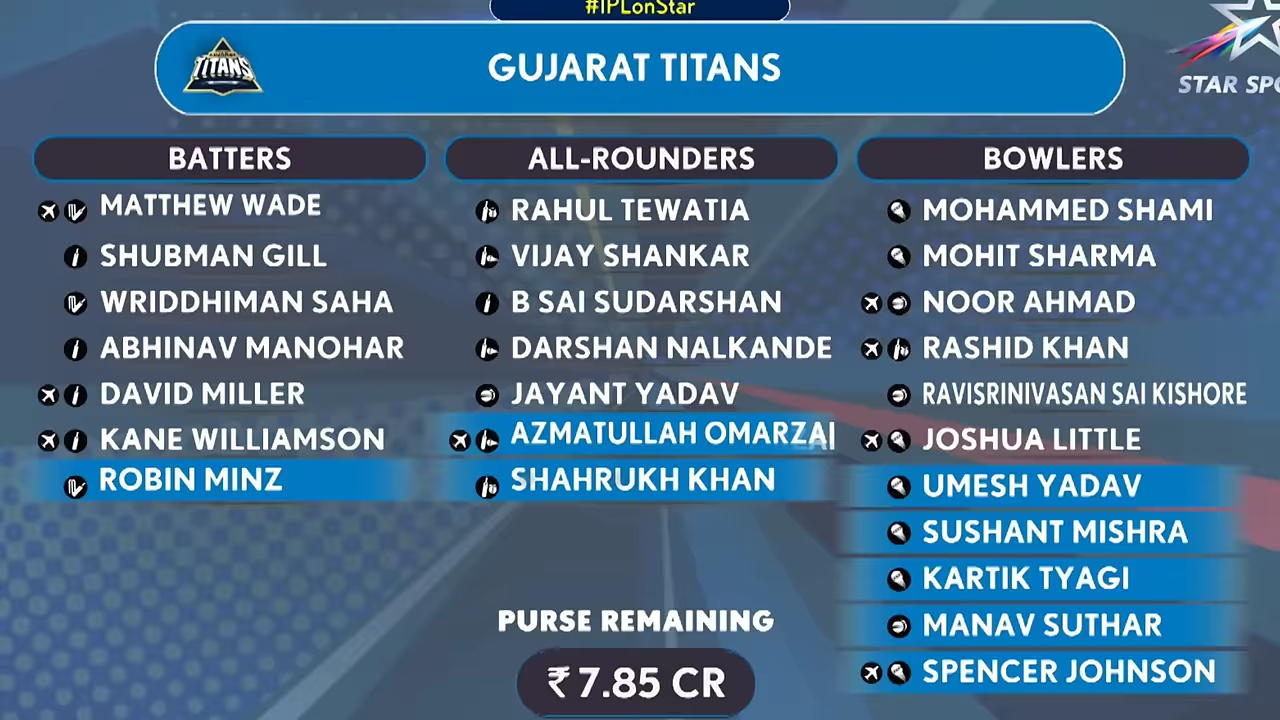 #IPLonStar
TITANS
GUJARAT TITANS
STAR SPO
BATTERS
MATTHEW WADE
SHUBMAN GILL
WRIDDHIMAN SAHA
ABHINAV MANOHAR
DAVID MILLER
KANE WILLIAMSON
ROBIN MINZ
ALL-ROUNDERS
RAHUL TEWATIA
VIJAY SHANKAR
B SAI SUDARSHAN
DARSHAN NALKANDE
JAYANT YADAV
AZMATULLAH OMARZAI
SHAHRUKH KHAN
BOWLERS
MOHAMMED SHAMI
MOHIT SHARMA
NOOR AHMAD
RASHID KHAN
RAVISRINIVASAN SAI KISHORE
JOSHUA LITTLE
UMESH YADAV
SUSHANT MISHRA
KARTIK TYAGI
MANAV SUTHAR
SPENCER JOHNSON
PURSE REMAINING
₹ 7.85 CR